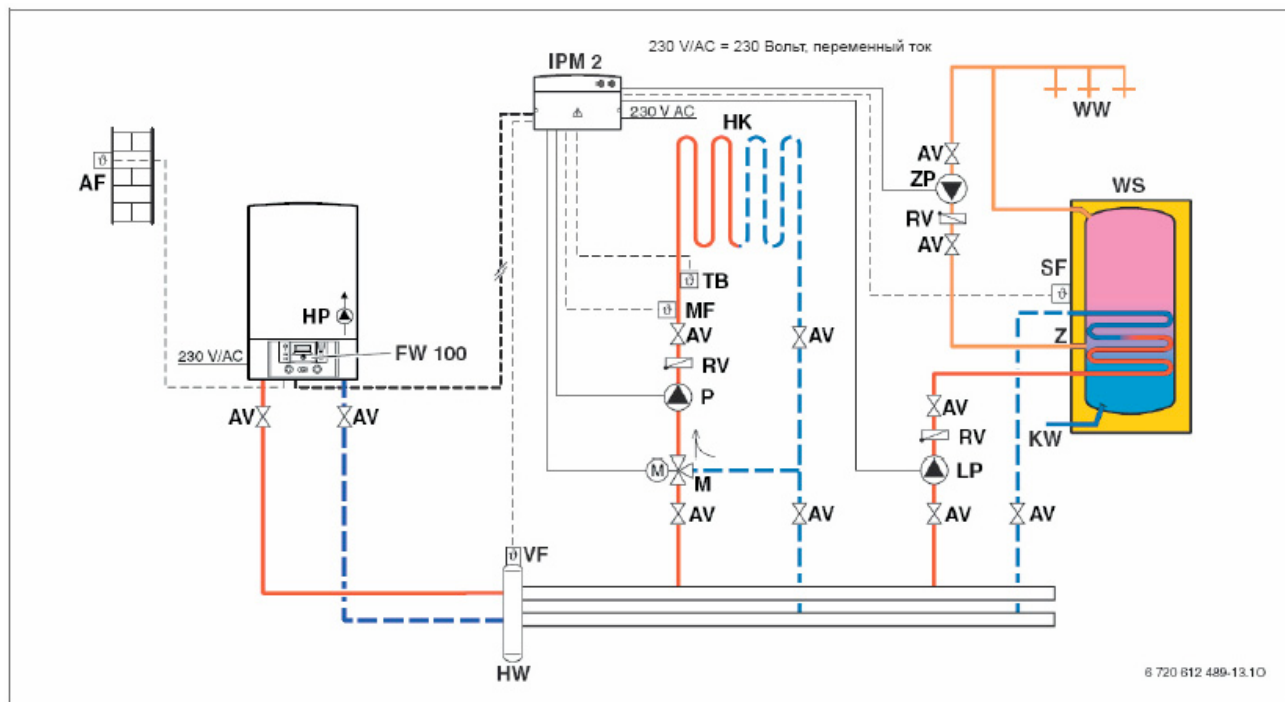 230 V/AC = 230 Вольт, переменный ток
IPM 2
230 V AC
HK
WW
AV
ZP
RV
AV
WS
AF
SF
TB
MF
HP
Z
AV
AV
230 V/AC
FW 100
RV
P
AV
AV
AV
KW
RV
M
M
LP
AV
AV
AV
AV
VF
HW
6 720 612 489-13.1O